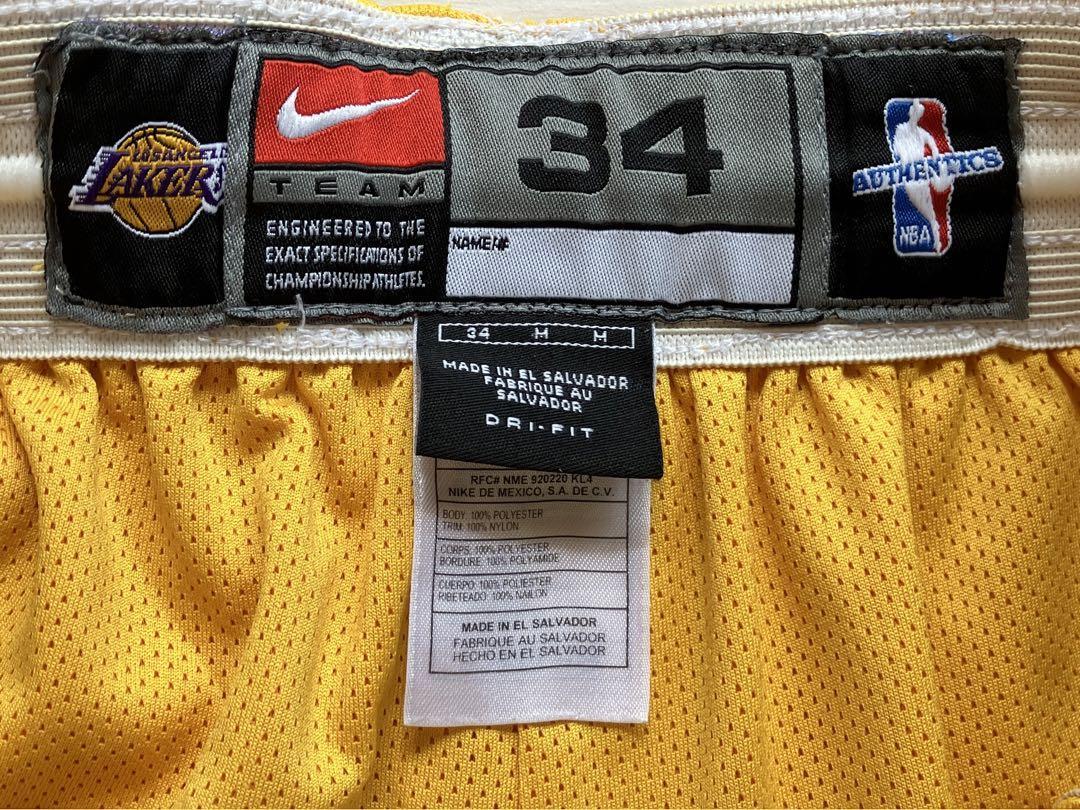 LOS ANGELE
LAKERS
TEAM
ENGINEERED TO THE
EXACT SPECIFICATIONS OF
CHAMPIONSHIP ATHLETES.
34
NAME/#
AUTHENTICS
NBA
34 M M
MADE IN EL SALVADOR
FABRIQUE AU
SALVADOR
DRI-FIT
RFC# NME 920220 KL4
NIKE DE MEXICO, S.A. DE C.V.
BODY: 100% POLYESTER
TRIM: 100% NYLON
CORPS: 100% POLYESTER
BORDURE: 100% POLYAMIDE
CUERPO: 100% POLIESTER
RIBETEADO: 100% NAILON
MADE IN EL SALVADOR
FABRIQUE AU SALVADOR
HECHO EN EL SALVADOR